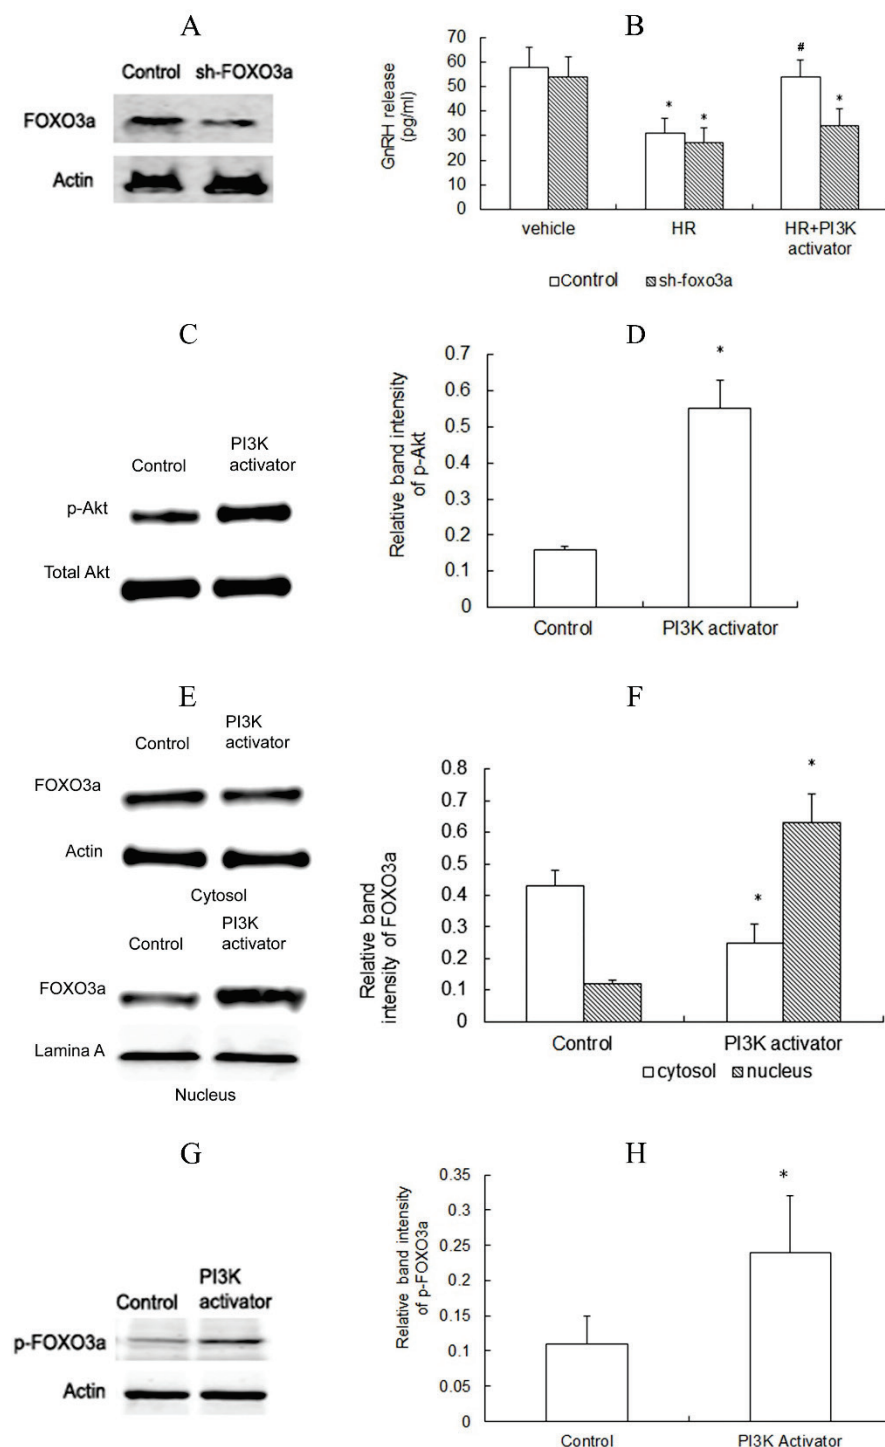 A
Control sh-FOXO3a
FOXO3a
Actin
B
GnRH release
(pg/ml)
70
60
50
40
30
20
10
0
*
*
#
*
vehicle
HR
HR+PI3K
activator
Control
sh-foxo3a
C
Control
PI3K
activator
p-Akt
Total Akt
D
Relative band intensity
of p-Akt
0.7
0.6
0.5
0.4
0.3
0.2
0.1
0
*
Control
PI3K activator
E
Control
PI3K
activator
FOXO3a
Actin
Cytosol
Control
PI3K
activator
FOXO3a
Lamina A
Nucleus
F
Relative band
intensity of FOXO3a
0.8
0.7
0.6
0.5
0.4
0.3
0.2
0.1
0
*
*
Control
PI3K activator
cytosol
nucleus
G
Control
PI3K
activator
p-FOXO3a
Actin
H
Relative band intensity
of p-FOXO3a
0.35
0.3
0.25
0.2
0.15
0.1
0.05
0
*
Control
PI3K Activator